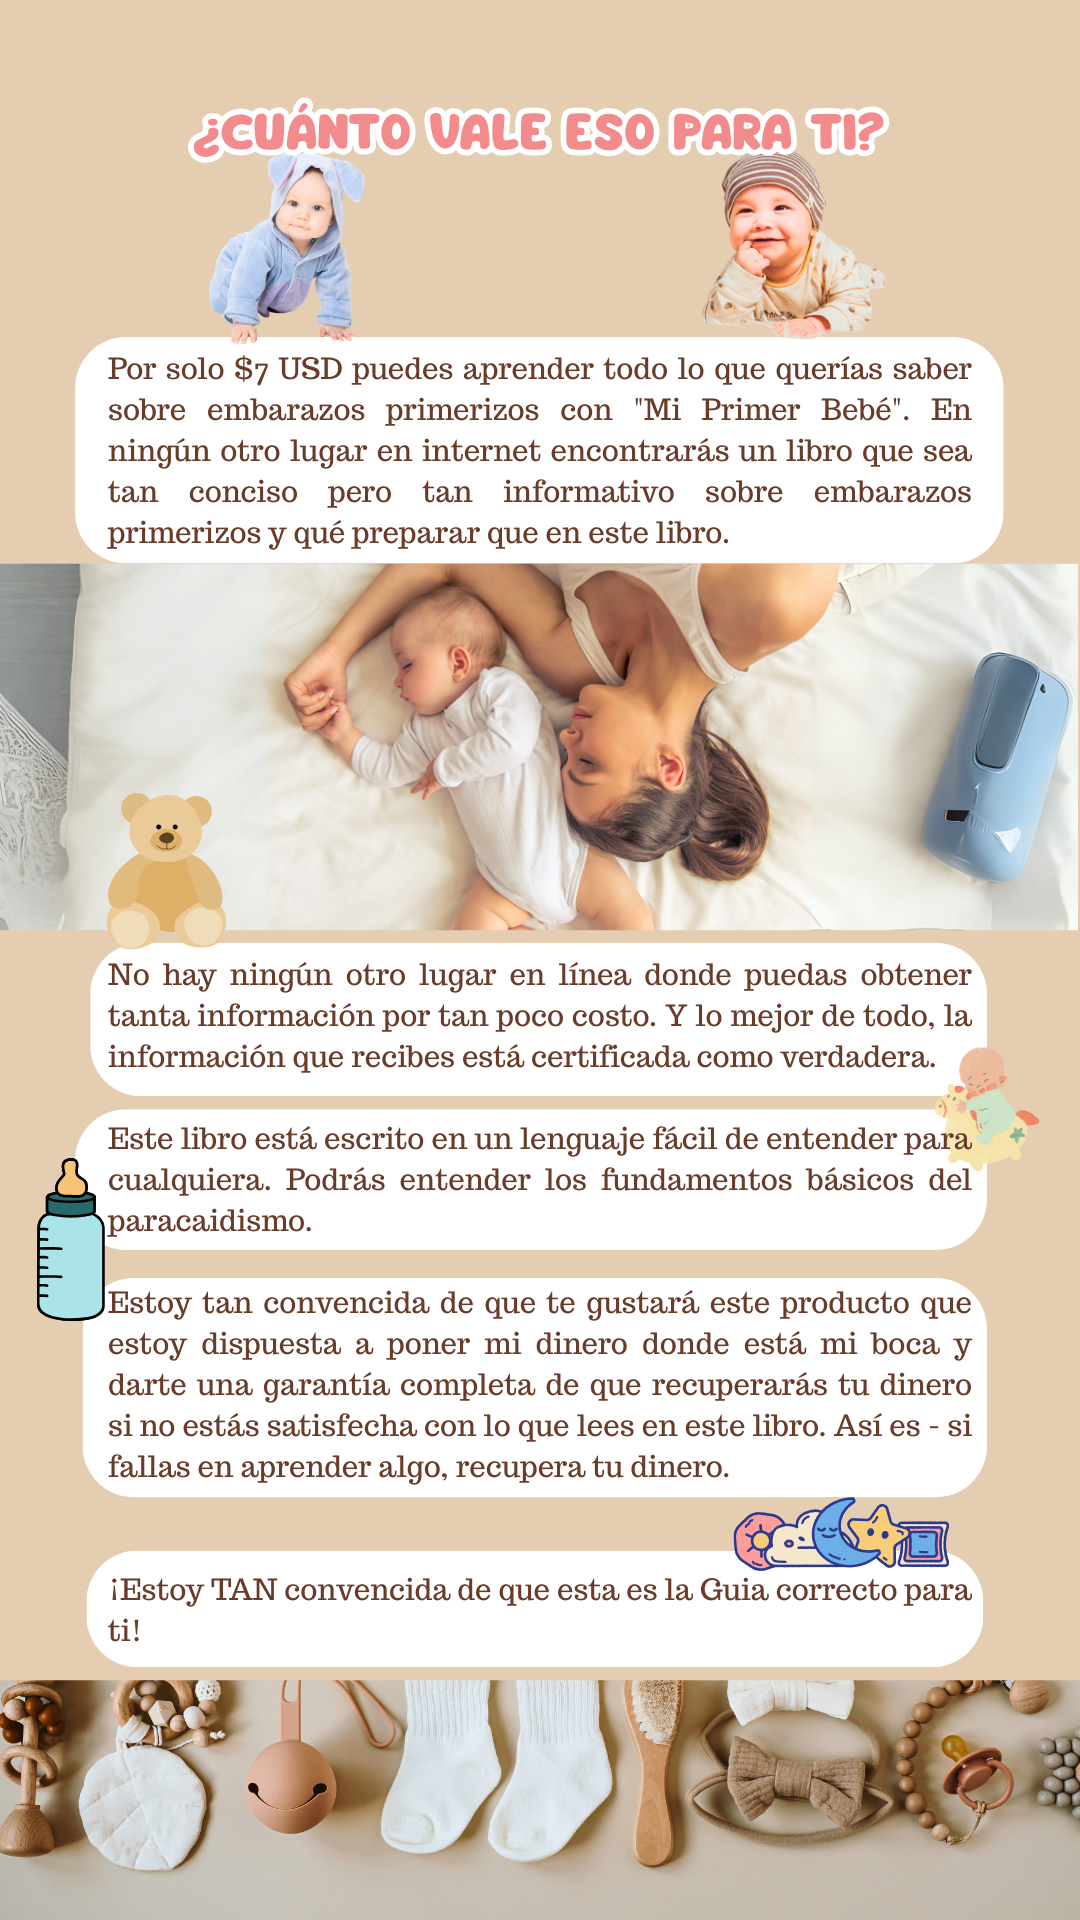 ¿CUÁNTO VALE ESO PARA TI?
Por solo $7 USD puedes aprender todo lo que querías saber
sobre embarazos primerizos con "Mi Primer Bebé". En
ningún otro lugar en internet encontrarás un libro que sea
tan conciso pero tan informativo sobre embarazos
primerizos y qué preparar que en este libro.
No hay ningún otro lugar en línea donde puedas obtener
tanta información por tan poco costo. Y lo mejor de todo, la
información que recibes está certificada como verdadera.
Este libro está escrito en un lenguaje fácil de entender para
cualquiera. Podrás entender los fundamentos básicos del
paracaidismo.
Estoy tan convencida de que te gustará este producto que
estoy dispuesta a poner mi dinero donde está mi boca y
darte una garantía completa de que recuperarás tu dinero
si no estás satisfecha con lo que lees en este libro. Así es - si
fallas en aprender algo, recupera tu dinero.
¡Estoy TAN convencida de que esta es la Guia correcto para
ti!